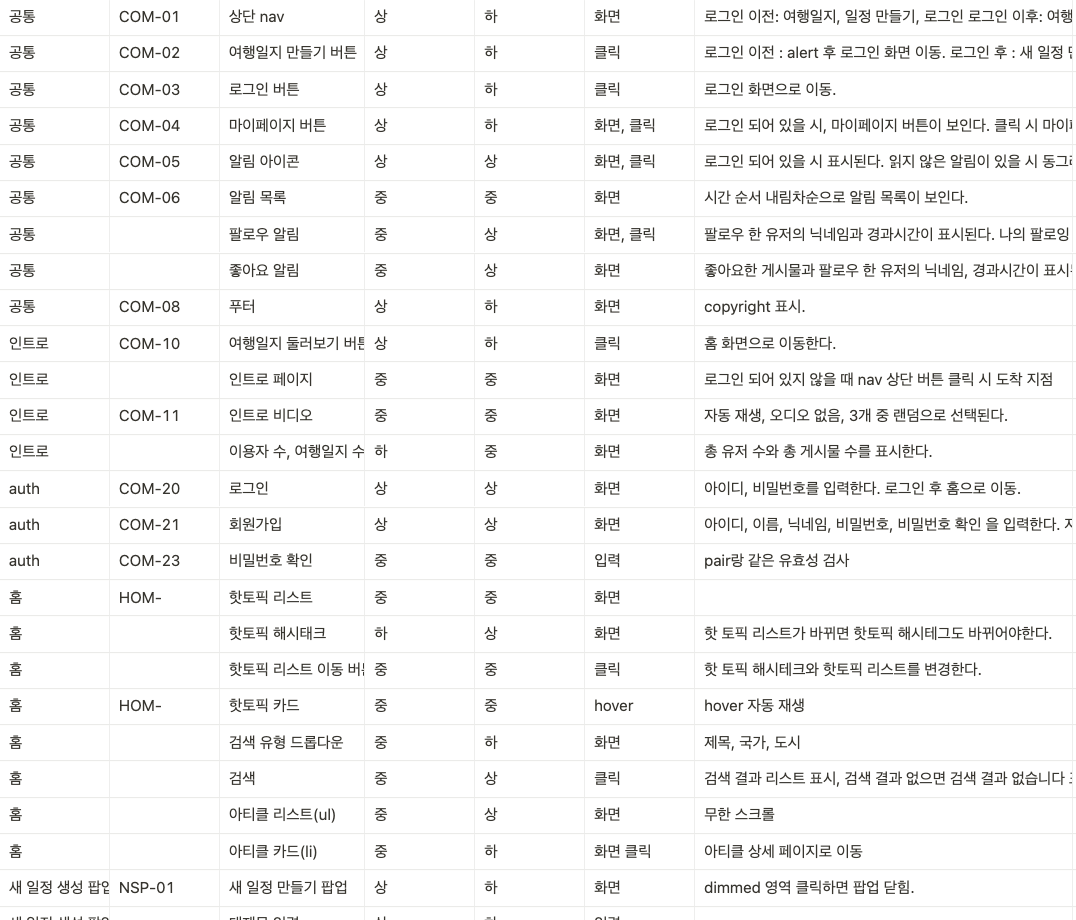 공통 COM-01 상단 nav 상 하 화면 로그인 이전: 여행일지, 일정 만들기, 로그인 로그인 이후: 여행
공통 COM-02 여행일지 만들기 버튼 상 하 클릭 로그인 이전 : alert 후 로그인 화면 이동. 로그인 후 : 새 일정
공통 COM-03 로그인 버튼 상 하 클릭 로그인 화면으로 이동.
공통 COM-04 마이페이지 버튼 상 하 화면, 클릭 로그인 되어 있을 시, 마이페이지 버튼이 보인다. 클릭 시 마이
공통 COM-05 알림 아이콘 상 상 화면, 클릭 로그인 되어 있을 시 표시된다. 읽지 않은 알림이 있을 시 동그
공통 COM-06 알림 목록 중 중 화면 시간 순서 내림차순으로 알림 목록이 보인다.
공통 팔로우 알림 중 상 화면, 클릭 팔로우 한 유저의 닉네임과 경과시간이 표시된다. 나의 팔로잉
공통 좋아요 알림 중 상 화면 좋아요한 게시물과 팔로우 한 유저의 닉네임, 경과시간이 표시
공통 COM-08 푸터 상 하 화면 copyright 표시.
인트로 COM-10 여행일지 둘러보기 버튼 상 하 클릭 홈 화면으로 이동한다.
인트로 인트로 페이지 중 중 화면 로그인 되어 있지 않을 때 nav 상단 버튼 클릭 시 도착 지점
인트로 COM-11 인트로 비디오 중 중 화면 자동 재생, 오디오 없음, 3개 중 랜덤으로 선택된다.
인트로 이용자 수, 여행일지 수 하 중 화면 총 유저 수와 총 게시물 수를 표시한다.
auth COM-20 로그인 상 상 화면 아이디, 비밀번호를 입력한다. 로그인 후 홈으로 이동.
auth COM-21 회원가입 상 상 화면 아이디, 이름, 닉네임, 비밀번호, 비밀번호 확인 을 입력한다.
auth COM-23 비밀번호 확인 중 중 입력 pair랑 같은 유효성 검사
홈 HOM- 핫토픽 리스트 중 중 화면
홈 핫토픽 해시태크 하 상 화면 핫 토픽 리스트가 바뀌면 핫토픽 해시테그도 바뀌어야한다.
홈 핫토픽 리스트 이동 버튼 중 중 클릭 핫 토픽 해시테크와 핫토픽 리스트를 변경한다.
홈 HOM- 핫토픽 카드 중 중 hover hover 자동 재생
홈 검색 유형 드롭다운 중 하 화면 제목, 국가, 도시
홈 검색 중 상 클릭 검색 결과 리스트 표시, 검색 결과 없으면 검색 결과 없습니다
홈 아티클 리스트(ul) 중 상 화면 무한 스크롤
홈 아티클 카드(li) 중 하 화면 클릭 아티클 상세 페이지로 이동
새 일정 생성 팝업 NSP-01 새 일정 만들기 팝업 상 하 화면 dimmed 영역 클릭하면 팝업 닫힘.